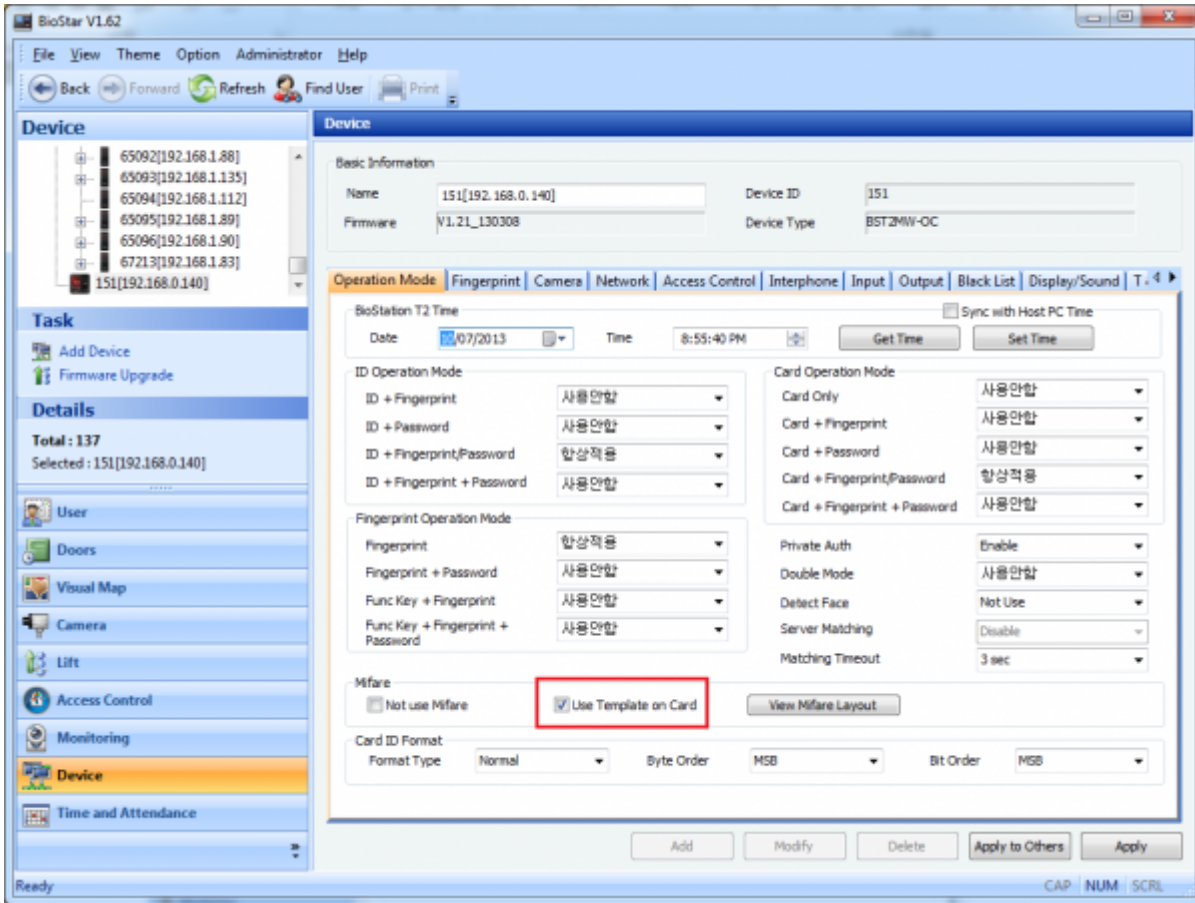 BioStar V1.62
File View Theme Option Administrator Help
Back Forward Refresh Find User Print
Device
65092[192.168.1.88]
65093[192.168.1.135]
65094[192.168.1.112]
65095[192.168.1.89]
65096[192.168.1.90]
67213[192.168.1.83]
151[192.168.0.140]
Task
Add Device
Firmware Upgrade
Details
Total : 137
Selected : 151[192.168.0.140]
User
Doors
Visual Map
Camera
Lift
Access Control
Monitoring
Device
Time and Attendance
Device
Basic Information
Name 151[192.168.0.140] Device ID 151
Firmware V1.21_130308 Device Type BST2MW-OC
Operation Mode Fingerprint Camera Network Access Control Interphone Input Output Black List Display/Sound T
BioStation T2 Time Sync with Host PC Time
Date /07/2013 Time 8:55:40 PM Get Time Set Time
ID Operation Mode
ID + Fingerprint 사용안함
ID + Password 사용안함
ID + Fingerprint/Password 항상적용
ID + Fingerprint + Password 사용안함
Card Operation Mode
Card Only 사용안함
Card + Fingerprint 사용안함
Card + Password 사용안함
Card + Fingerprint/Password 항상적용
Card + Fingerprint + Password 사용안함
Fingerprint Operation Mode
Fingerprint 항상적용
Fingerprint + Password 사용안함
Func Key + Fingerprint 사용안함
Func Key + Fingerprint +
Password 사용안함
Private Auth Enable
Double Mode 사용안함
Detect Face Not Use
Server Matching Disable
Matching Timeout 3 sec
Mifare
Not use Mifare Use Template on Card View Mifare Layout
Card ID Format
Format Type Normal Byte Order MSB Bit Order MSB
Add Modify Delete Apply to Others Apply
Ready CAP NUM SCRL